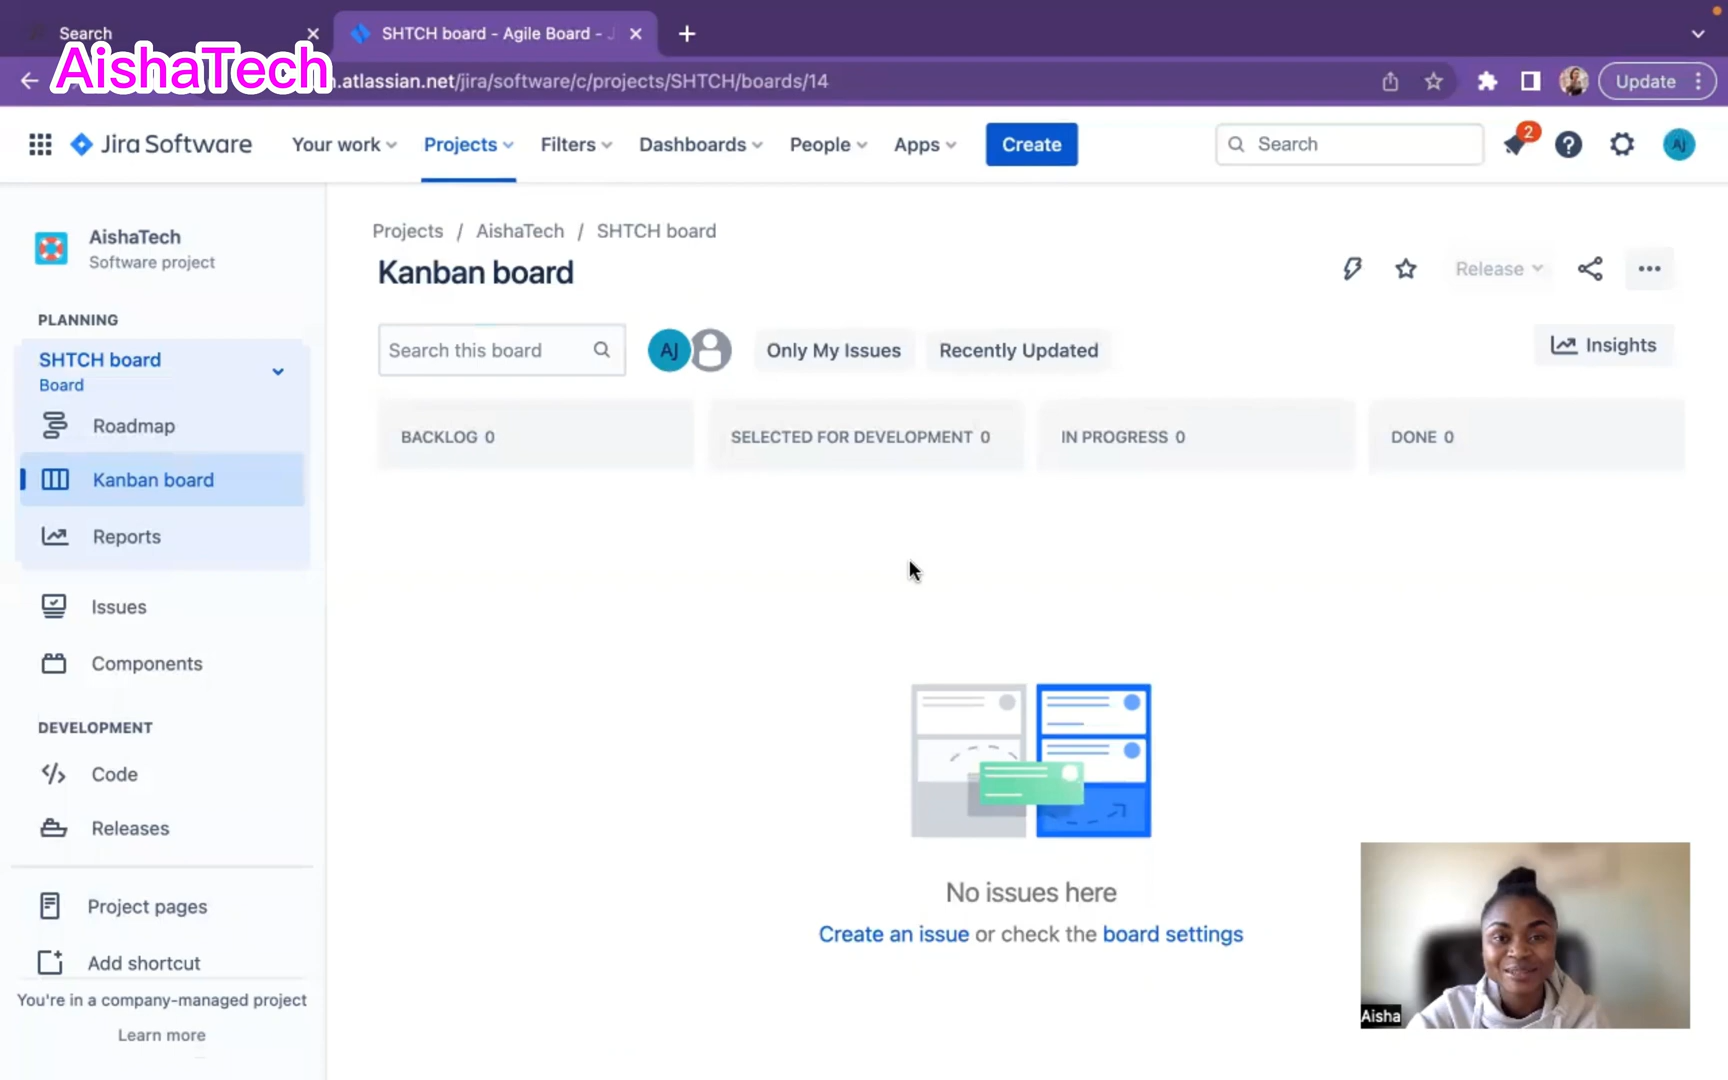 Search
SHTCH board - Agile Board - J
AishaTech
.atlassian.net/jira/software/c/projects/SHTCH/boards/14
Update
Jira Software
Your work
Projects
Filters
Dashboards
People
Apps
Create
Search
2
AJ
AishaTech
Software project
PLANNING
SHTCH board
Board
Roadmap
Kanban board
Reports
Issues
Components
DEVELOPMENT
Code
Releases
Project pages
Add shortcut
You're in a company-managed project
Learn more
Projects / AishaTech / SHTCH board
Kanban board
Release
Search this board
AJ
Only My Issues
Recently Updated
Insights
BACKLOG 0
SELECTED FOR DEVELOPMENT 0
IN PROGRESS 0
DONE 0
No issues here
Create an issue or check the board settings
Aisha